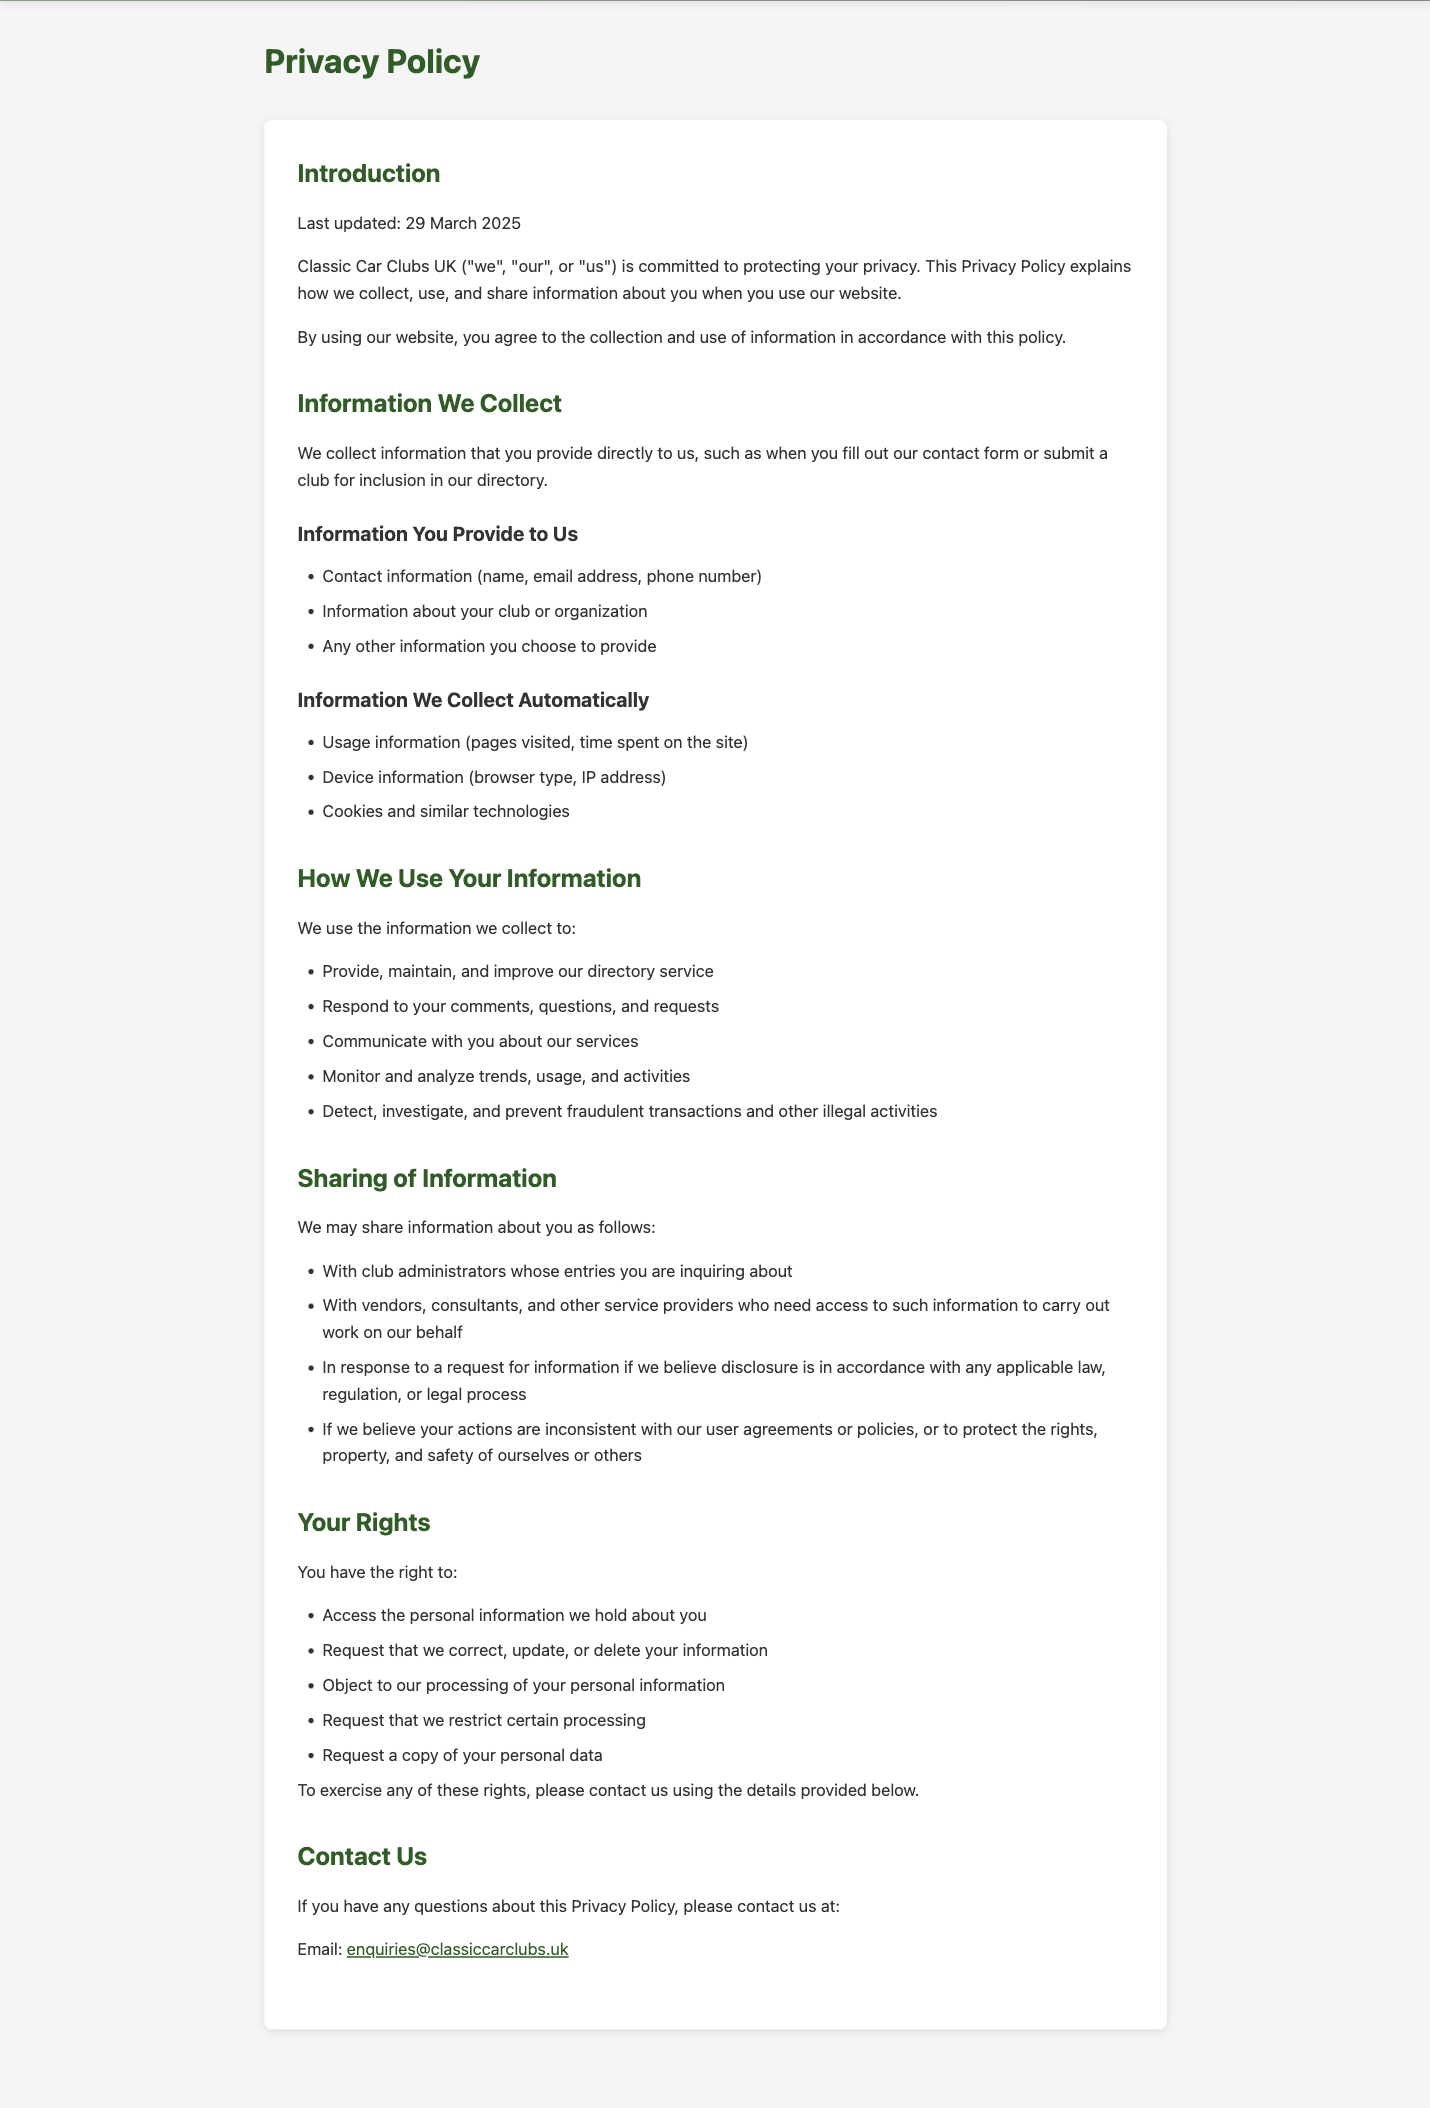 Privacy Policy
Introduction
Last updated: 29 March 2025
Classic Car Clubs UK ("we", "our", or "us") is committed to protecting your privacy. This Privacy Policy explains
how we collect, use, and share information about you when you use our website.
By using our website, you agree to the collection and use of information in accordance with this policy.
Information We Collect
We collect information that you provide directly to us, such as when you fill out our contact form or submit a
club for inclusion in our directory.
Information You Provide to Us
• Contact information (name, email address, phone number)
• Information about your club or organization
• Any other information you choose to provide
Information We Collect Automatically
• Usage information (pages visited, time spent on the site)
• Device information (browser type, IP address)
• Cookies and similar technologies
How We Use Your Information
We use the information we collect to:
• Provide, maintain, and improve our directory service
• Respond to your comments, questions, and requests
• Communicate with you about our services
• Monitor and analyze trends, usage, and activities
• Detect, investigate, and prevent fraudulent transactions and other illegal activities
Sharing of Information
We may share information about you as follows:
• With club administrators whose entries you are inquiring about
• With vendors, consultants, and other service providers who need access to such information to carry out
work on our behalf
• In response to a request for information if we believe disclosure is in accordance with any applicable law,
regulation, or legal process
• If we believe your actions are inconsistent with our user agreements or policies, or to protect the rights,
property, and safety of ourselves or others
Your Rights
You have the right to:
• Access the personal information we hold about you
• Request that we correct, update, or delete your information
• Object to our processing of your personal information
• Request that we restrict certain processing
• Request a copy of your personal data
To exercise any of these rights, please contact us using the details provided below.
Contact Us
If you have any questions about this Privacy Policy, please contact us at:
Email: enquiries@classiccarclubs.uk